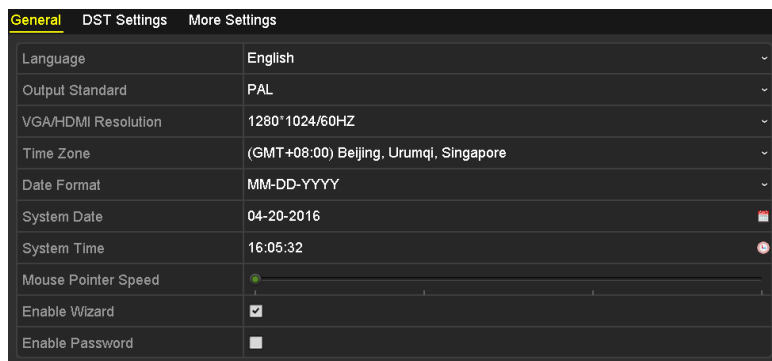 General DST Settings More Settings
Language English
Output Standard PAL
VGA/HDMI Resolution 1280*1024/60HZ
Time Zone (GMT+08:00) Beijing, Urumqi, Singapore
Date Format MM-DD-YYYY
System Date 04-20-2016
System Time 16:05:32
Mouse Pointer Speed
Enable Wizard
Enable Password